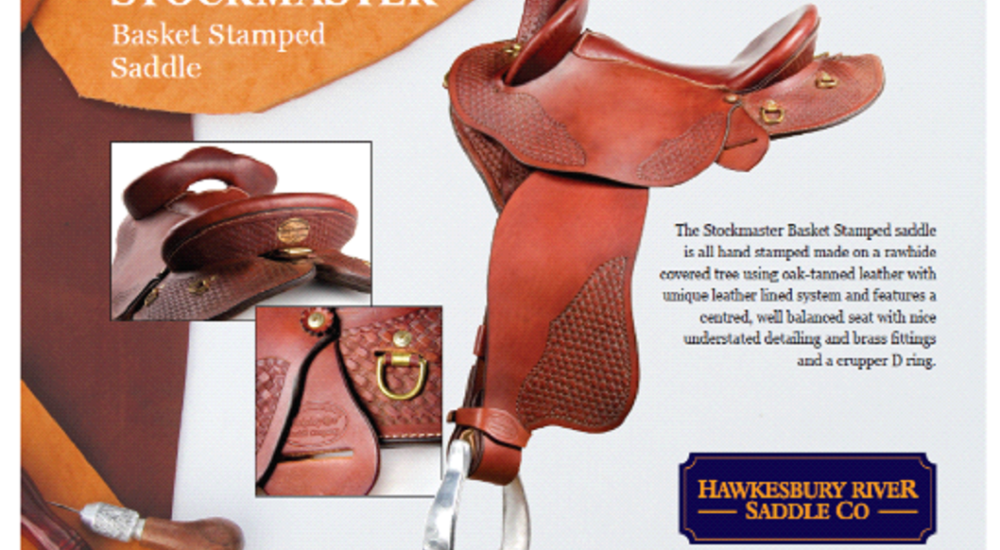 STOCKMASTER
Basket Stamped
Saddle
The Stockmaster Basket Stamped saddle
is all hand stamped made on a rawhide
covered tree using oak-tanned leather with
unique leather lined system and features a
centred, well balanced seat with nice
understated detailing and brass fittings
and a crupper D ring.
HAWKESBURY RIVER
SADDLE CO